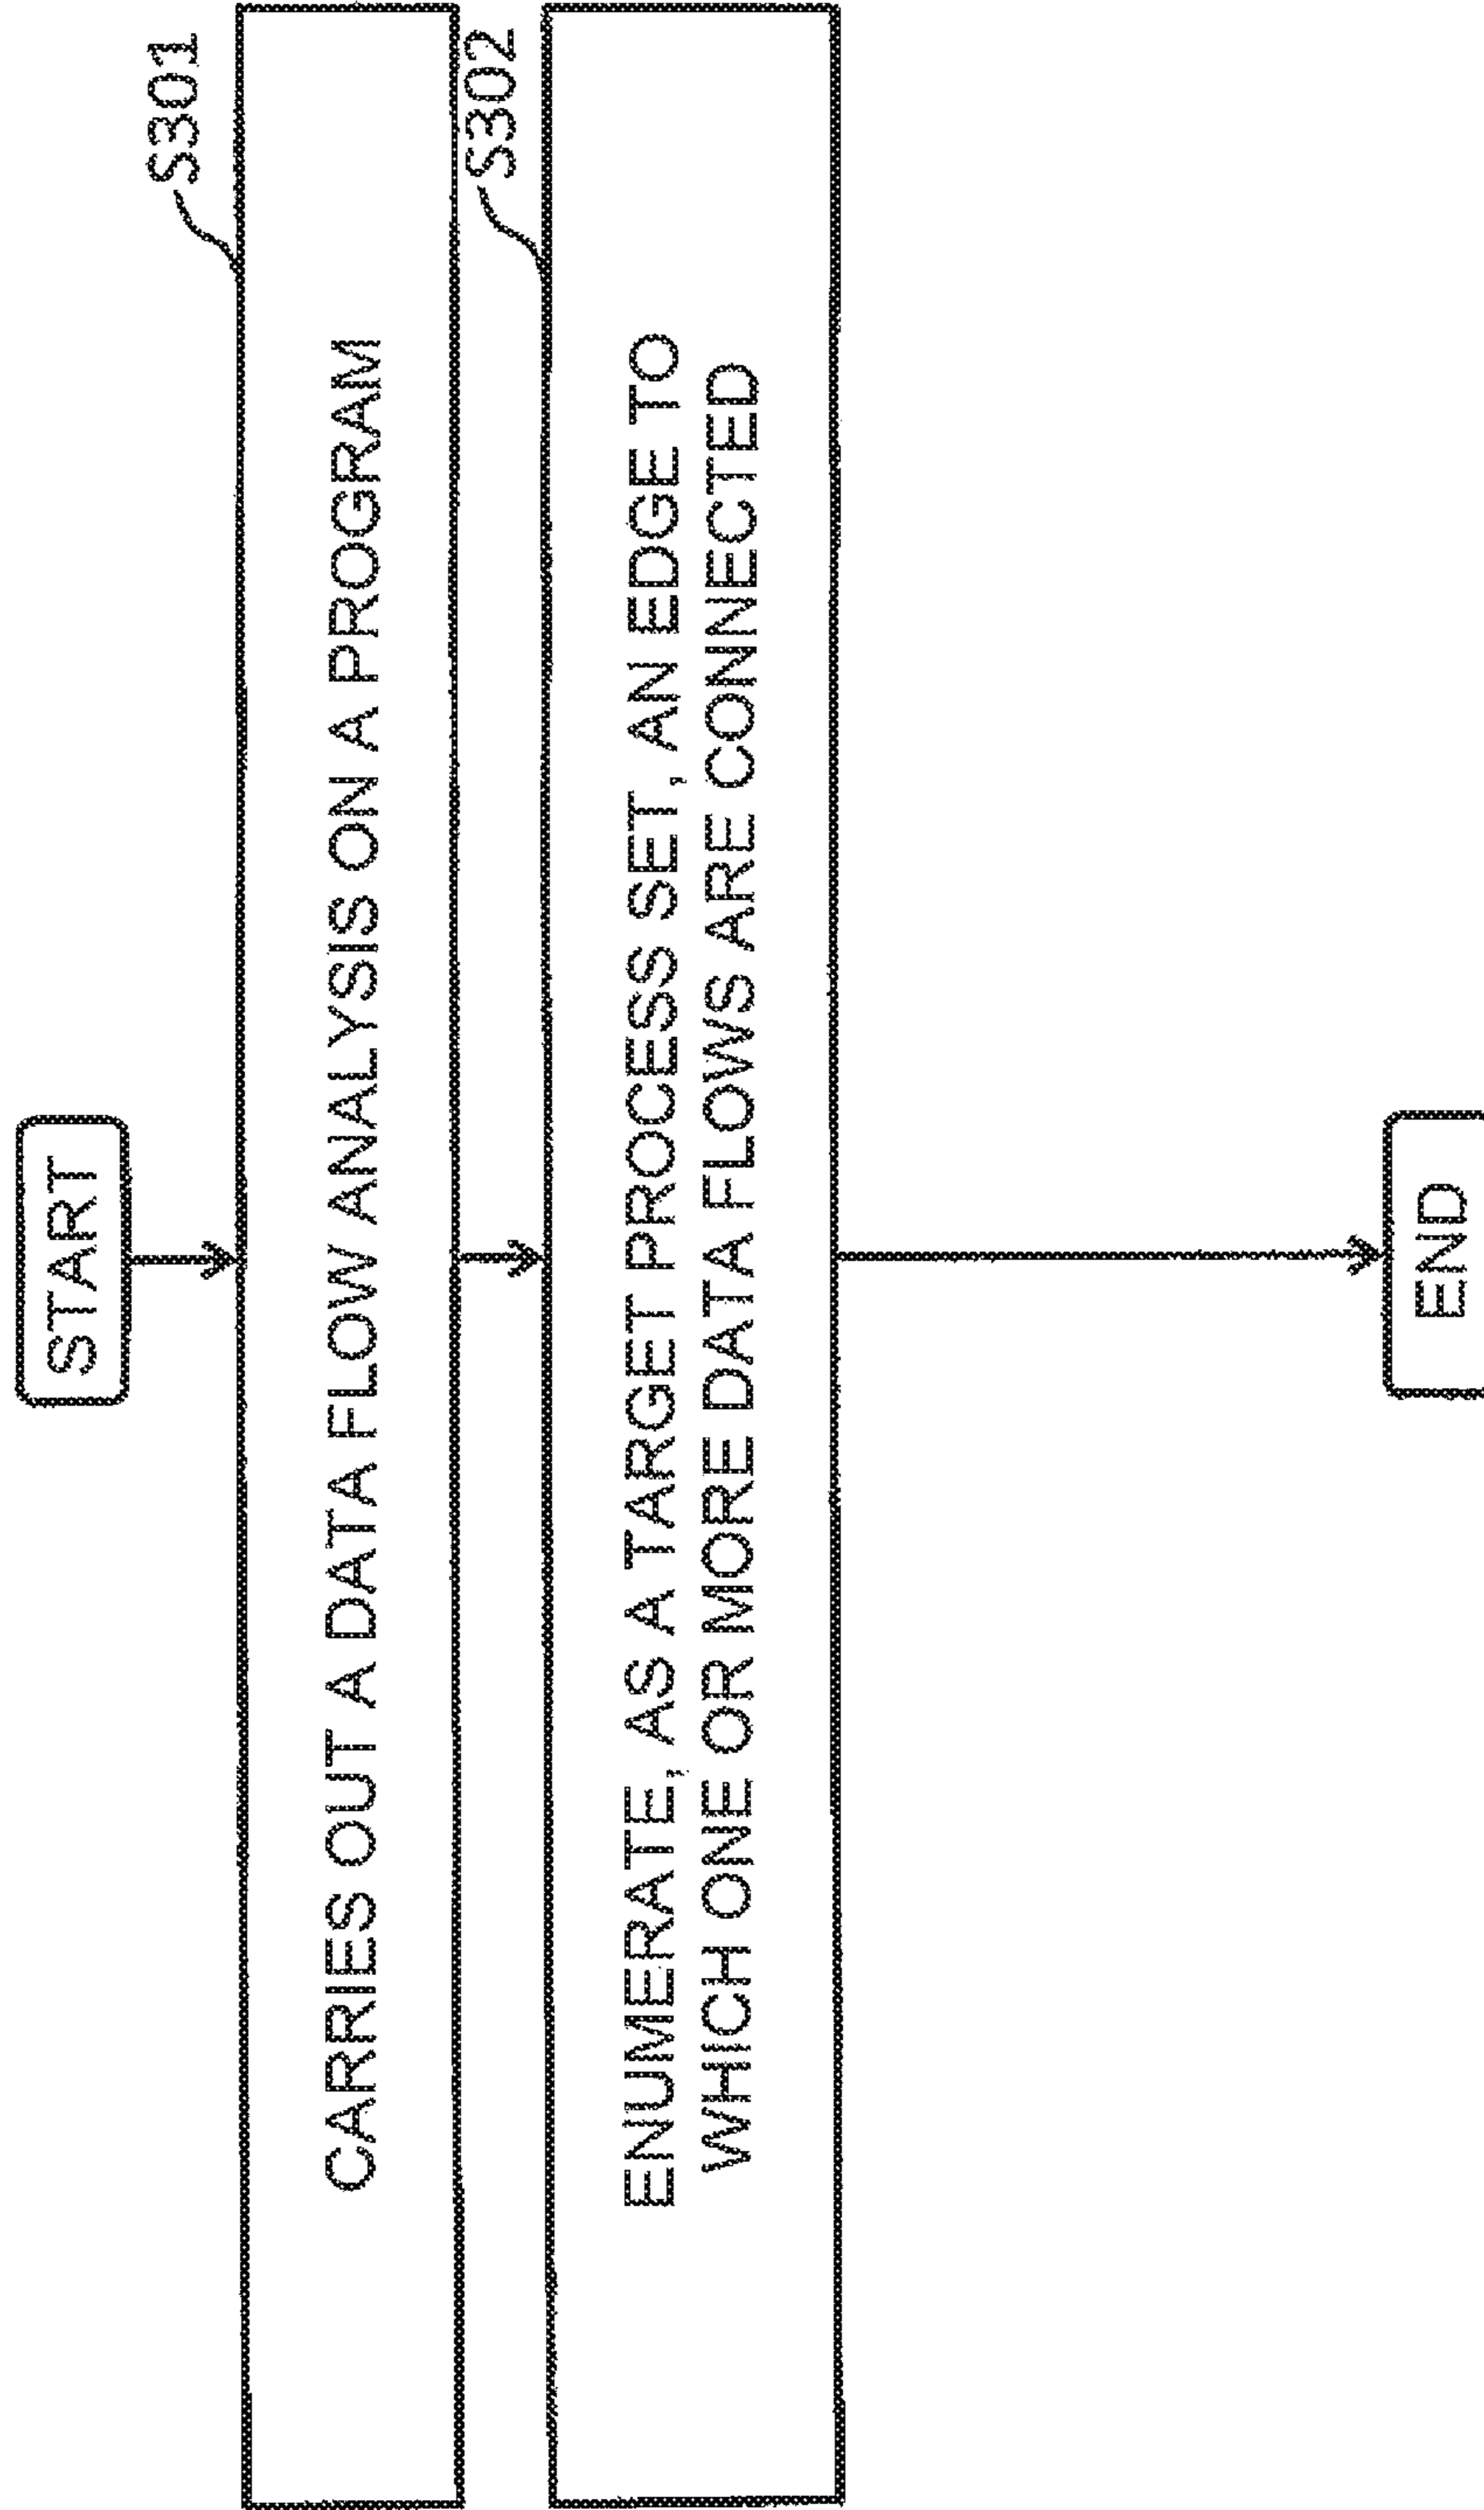 START
S301
CARRIES OUT A DATA FLOW ANALYSIS ON A PROGRAM
S302
ENUMERATE, AS A TARGET PROCESS SET, AN EDGE TO
WHICH ONE OR MORE DATA FLOWS ARE CONNECTED
END